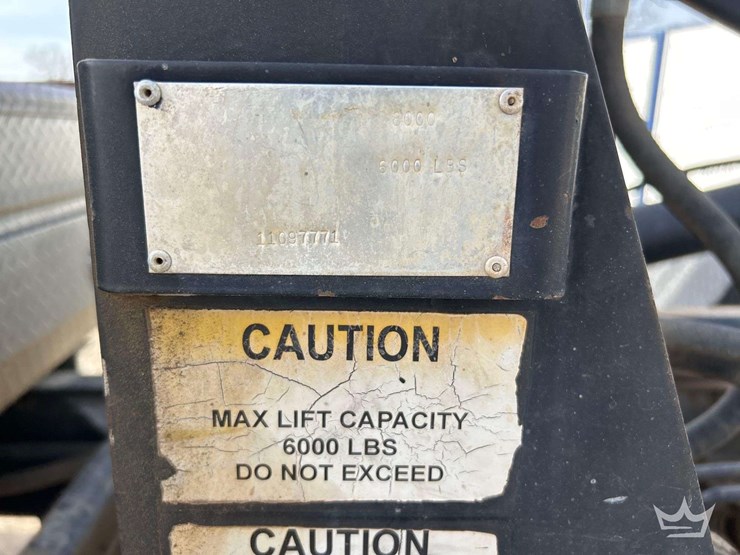 6000
6000 LBS
11097771
CAUTION
MAX LIFT CAPACITY
6000 LBS
DO NOT EXCEED
CAUTION